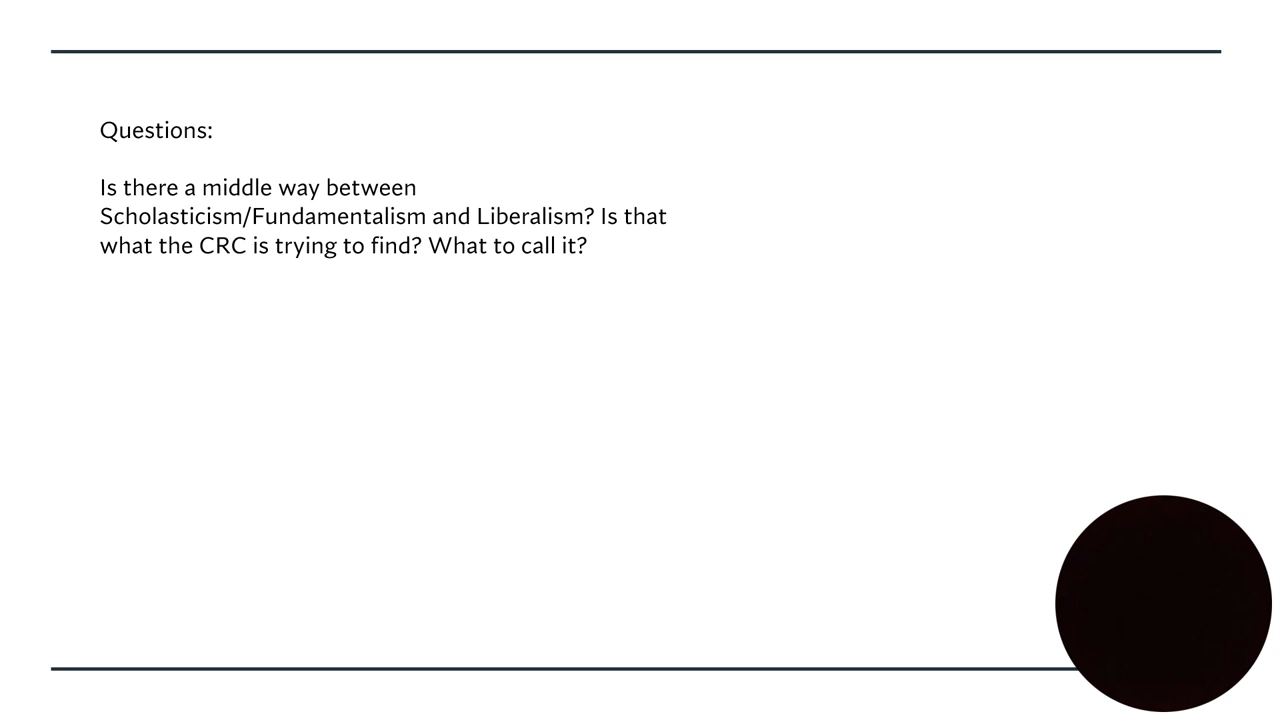 Questions:
Is there a middle way between
Scholasticism/Fundamentalism and Liberalism? Is that
what the CRC is trying to find? What to call it?